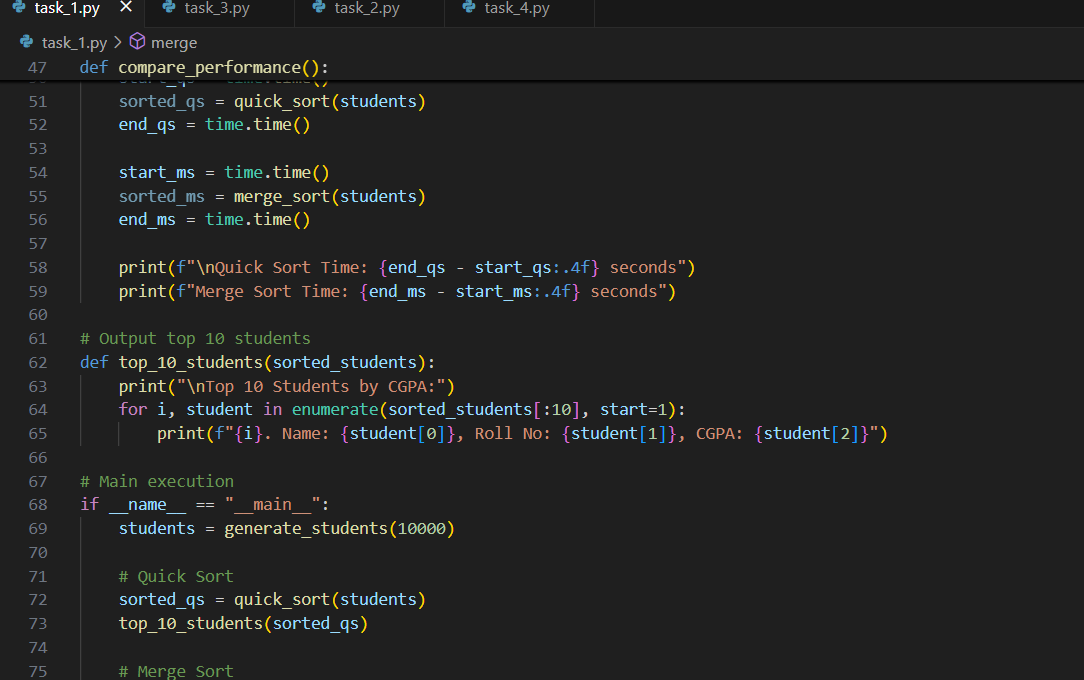 task_1.py × task_3.py task_2.py task_4.py
task_1.py > merge
47 def compare_performance():
51 sorted_qs = quick_sort(students)
52 end_qs = time.time()
53
54 start_ms = time.time()
55 sorted_ms = merge_sort(students)
56 end_ms = time.time()
57
58 print(f"\nQuick Sort Time: {end_qs - start_qs:.4f} seconds")
59 print(f"Merge Sort Time: {end_ms - start_ms:.4f} seconds")
60
61 # Output top 10 students
62 def top_10_students(sorted_students):
63 print("\nTop 10 Students by CGPA:")
64 for i, student in enumerate(sorted_students[:10], start=1):
65 print(f"{i}. Name: {student[0]}, Roll No: {student[1]}, CGPA: {student[2]}")
66
67 # Main execution
68 if __name__ == "__main__":
69 students = generate_students(10000)
70
71 # Quick Sort
72 sorted_qs = quick_sort(students)
73 top_10_students(sorted_qs)
74
75 # Merge Sort